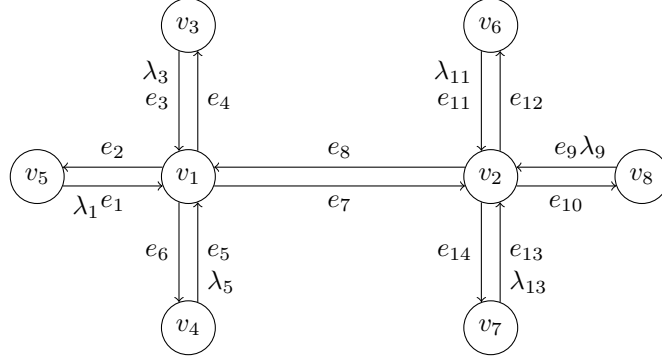 v₃ v₆
λ₃ λ₁₁
e₃ e₄ e₁₁ e₁₂
e₂ e₈ e₉λ₉
v₅ v₁ v₂ v₈
λ₁e₁ e₇ e₁₀
e₆ e₅ e₁₄ e₁₃
λ₅ λ₁₃
v₄ v₇